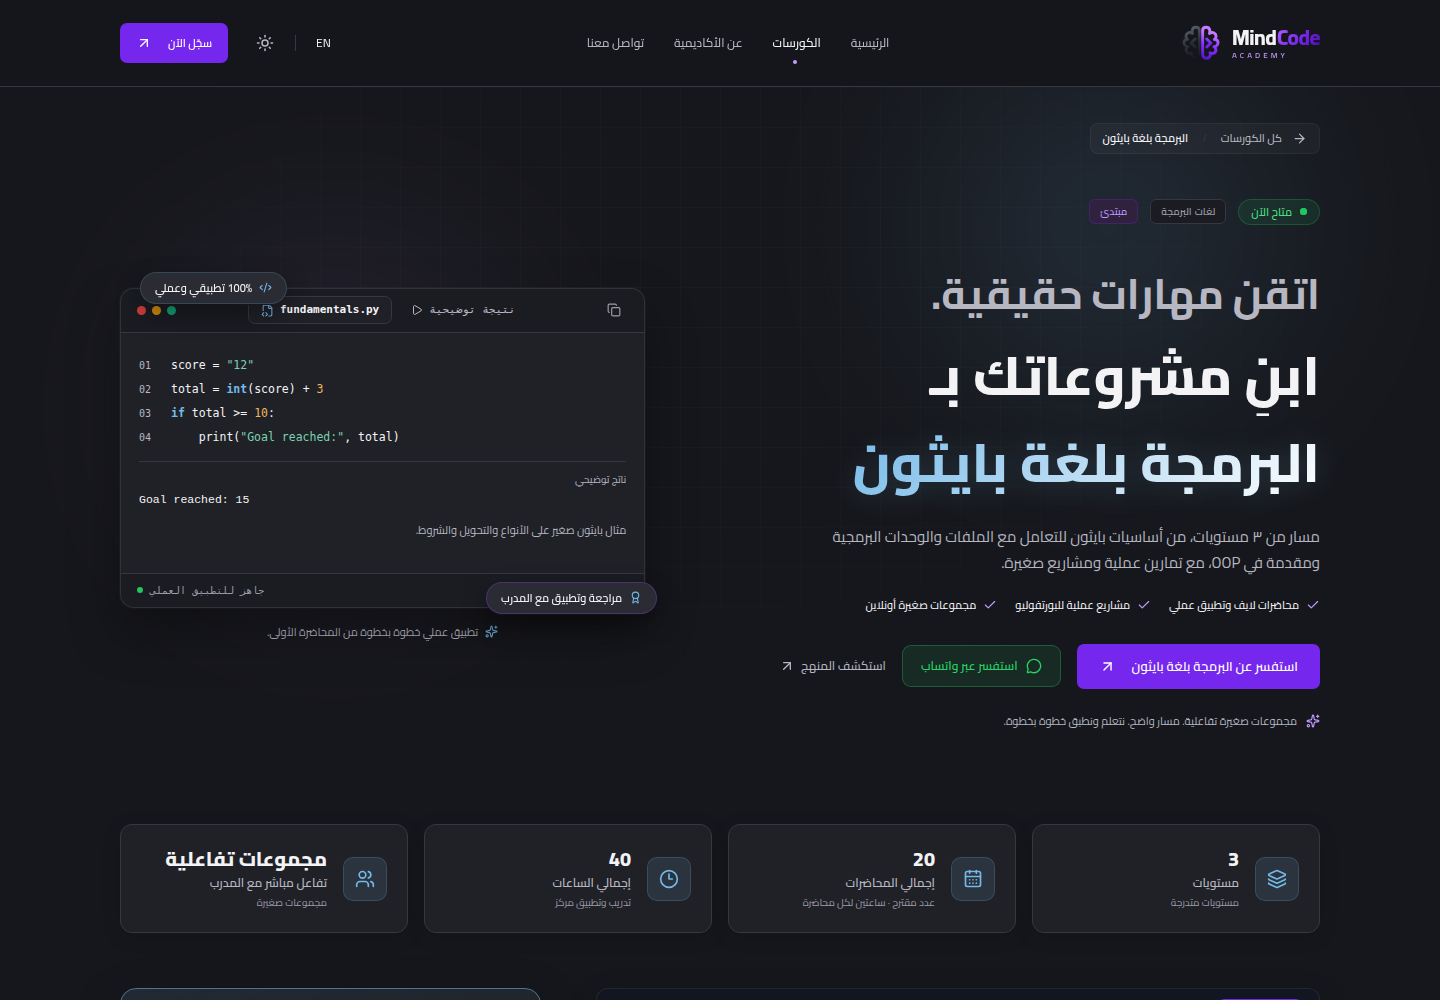 MindCode
ACADEMY
الرئيسية
الكورسات
عن الأكاديمية
تواصل معنا
EN
سجّل الآن
كل الكورسات / البرمجة بلغة بايثون
متاح الآن
لغات البرمجة
مبتدئ
اتقن مهارات حقيقية.
ابنِ مشروعاتك بـ
البرمجة بلغة بايثون
مسار من ٣ مستويات، من أساسيات بايثون للتعامل مع الملفات والوحدات البرمجية
ومقدمة في OOP، مع تمارين عملية ومشاريع صغيرة.
محاضرات لايف وتطبيق عملي
مشاريع عملية للبورتفوليو
مجموعات صغيرة أونلاين
استفسر عن البرمجة بلغة بايثون
استفسر عبر واتساب
استكشف المنهج
مجموعات صغيرة تفاعلية. مسار واضح. نتعلم ونطبق خطوة بخطوة.
100% تطبيقي وعملي
fundamentals.py
نتيجة توضيحية
01 score = "12"
02 total = int(score) + 3
03 if total >= 10:
04 print("Goal reached:", total)
ناتج توضيحي
Goal reached: 15
مثال بايثون صغير على الأنواع والتحويل والشروط.
جاهز للتطبيق العملي
مراجعة وتطبيق مع المدرب
تطبيق عملي خطوة بخطوة من المحاضرة الأولى.
3
مستويات
مستويات متدرجة
20
إجمالي المحاضرات
عدد مقترح · ساعتين لكل محاضرة
40
إجمالي الساعات
تدريب وتطبيق مركز
مجموعات تفاعلية
تفاعل مباشر مع المدرب
مجموعات صغيرة